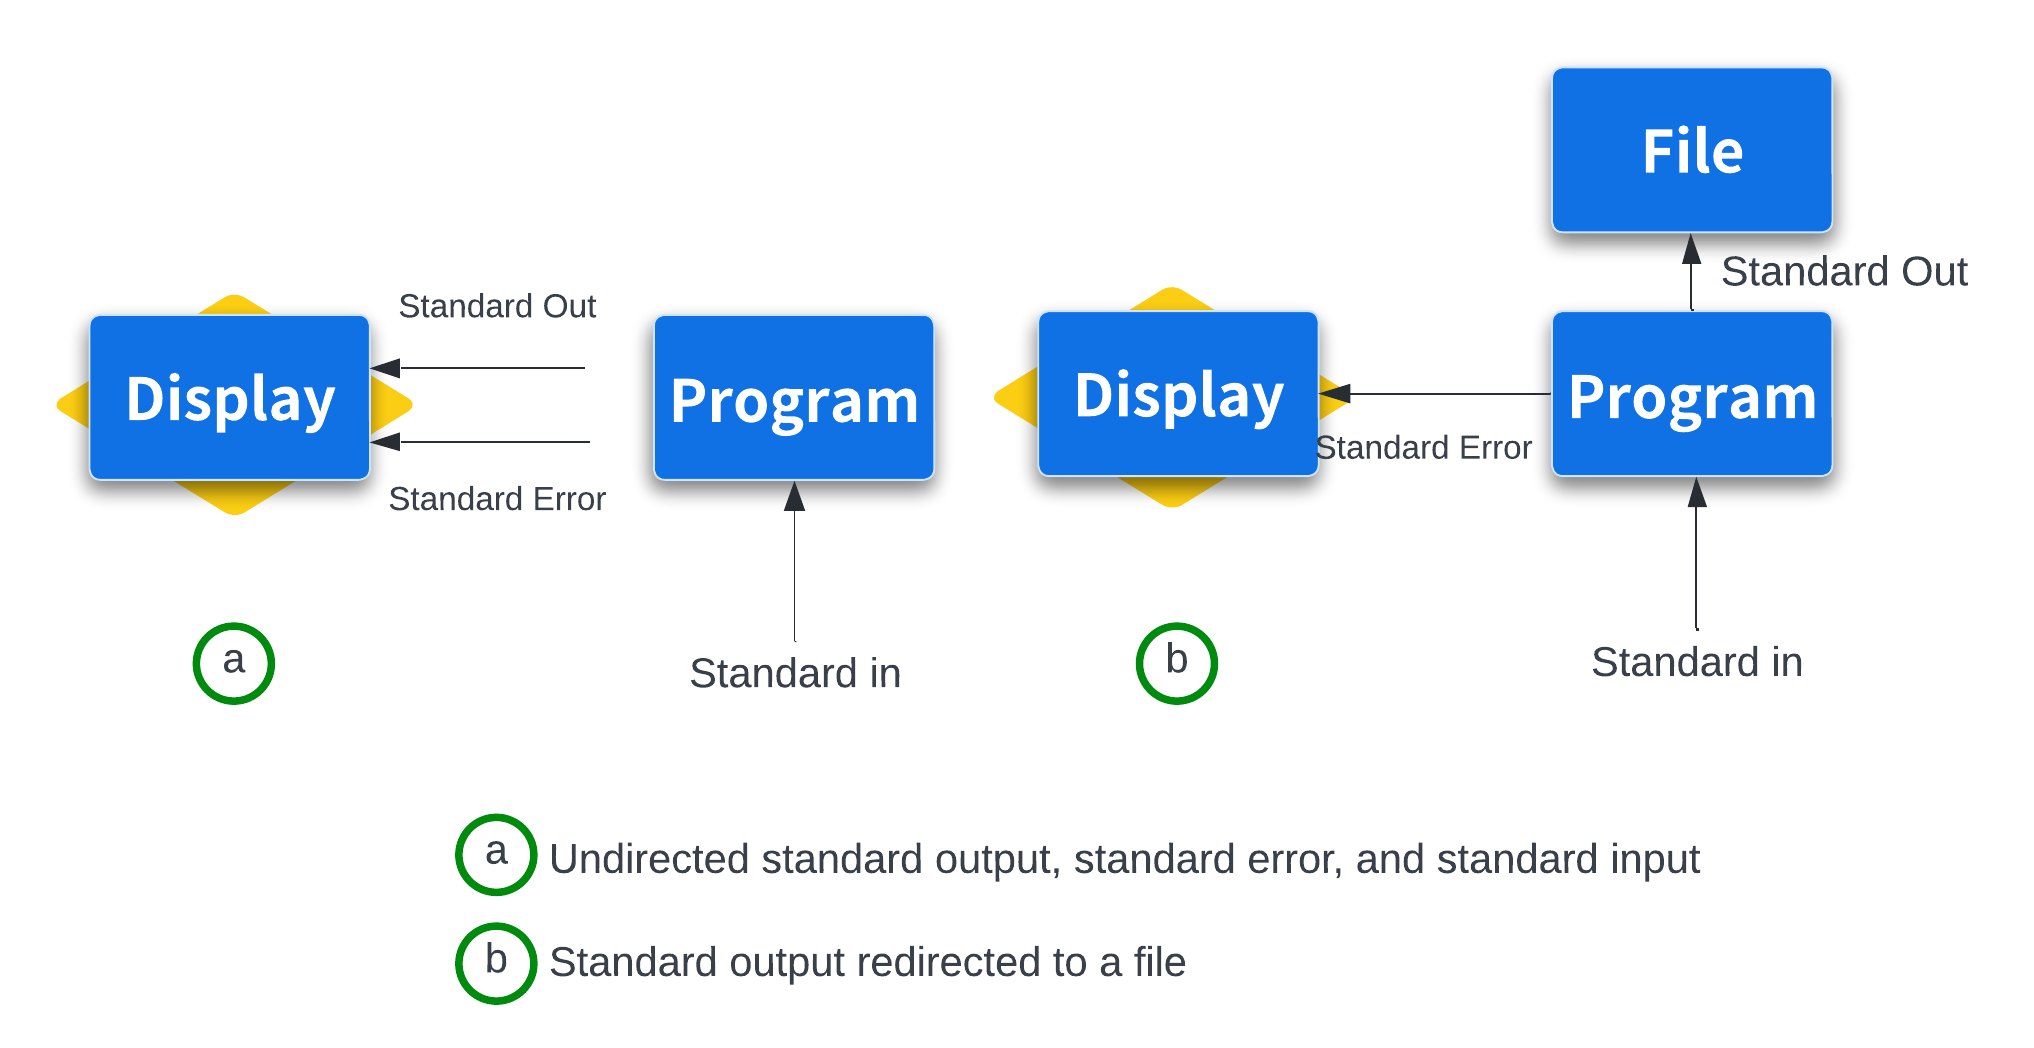 File
Standard Out
Standard Out
Display
Program
Display
Program
Standard Error
Standard Error
a
Standard in
b
Standard in
a Undirected standard output, standard error, and standard input
b Standard output redirected to a file